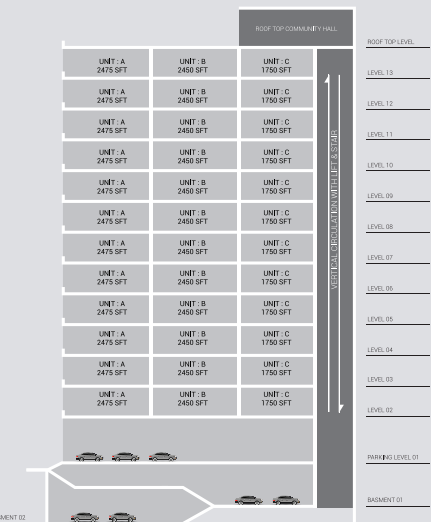 ROOF TOP COMMUNITY HALL
ROOF TOP LEVEL
UNIT : A UNIT : B UNIT : C LEVEL 13
2475 SFT 2450 SFT 1750 SFT
UNIT : A UNIT : B UNIT : C LEVEL 12
2475 SFT 2450 SFT 1750 SFT
UNIT : A UNIT : B UNIT : C LEVEL 11
2475 SFT 2450 SFT 1750 SFT
UNIT : A UNIT : B UNIT : C LEVEL 10
2475 SFT 2450 SFT 1750 SFT
UNIT : A UNIT : B UNIT : C LEVEL 09
2475 SFT 2450 SFT 1750 SFT
UNIT : A UNIT : B UNIT : C LEVEL 08
2475 SFT 2450 SFT 1750 SFT
UNIT : A UNIT : B UNIT : C LEVEL 07
2475 SFT 2450 SFT 1750 SFT
UNIT : A UNIT : B UNIT : C LEVEL 06
2475 SFT 2450 SFT 1750 SFT
UNIT : A UNIT : B UNIT : C LEVEL 05
2475 SFT 2450 SFT 1750 SFT
UNIT : A UNIT : B UNIT : C LEVEL 04
2475 SFT 2450 SFT 1750 SFT
UNIT : A UNIT : B UNIT : C LEVEL 03
2475 SFT 2450 SFT 1750 SFT
UNIT : A UNIT : B UNIT : C LEVEL 02
2475 SFT 2450 SFT 1750 SFT
VERTICAL CIRCULATION WITH LIFT & STAIR
PARKING LEVEL 01
BASMENT 01
SMENT 02